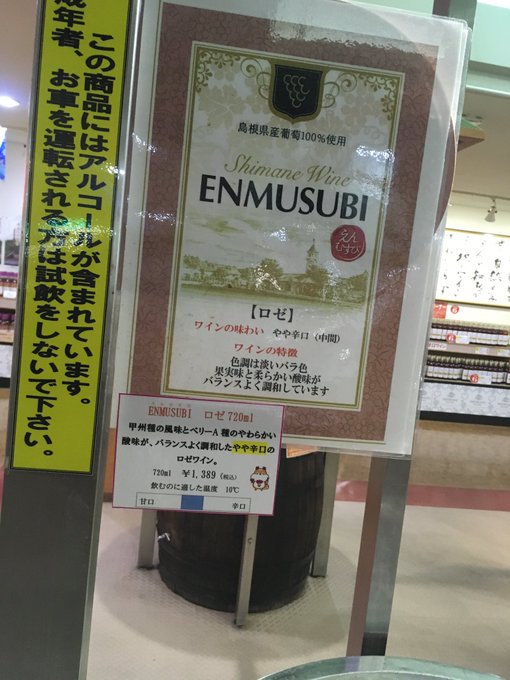 この商品にはアルコールが含まれています。
成年者、お車を運転される方は試飲をしないで下さい。
島根県産葡萄100%使用
Shimane Wine
ENMUSUBI
えん
むすび
【ロゼ】
ワインの味わい やや辛口（中間）
ワインの特徴
色調は淡いバラ色
果実味と柔らかい酸味が
バランスよく調和しています
ENMUSUBI ロゼ 720ml
甲州種の風味とベリーA種のやわらかい
酸味が、バランスよく調和したやや辛口の
ロゼワイン。
720ml ￥1,389（税込）
飲むのに適した温度 10℃
甘口 辛口